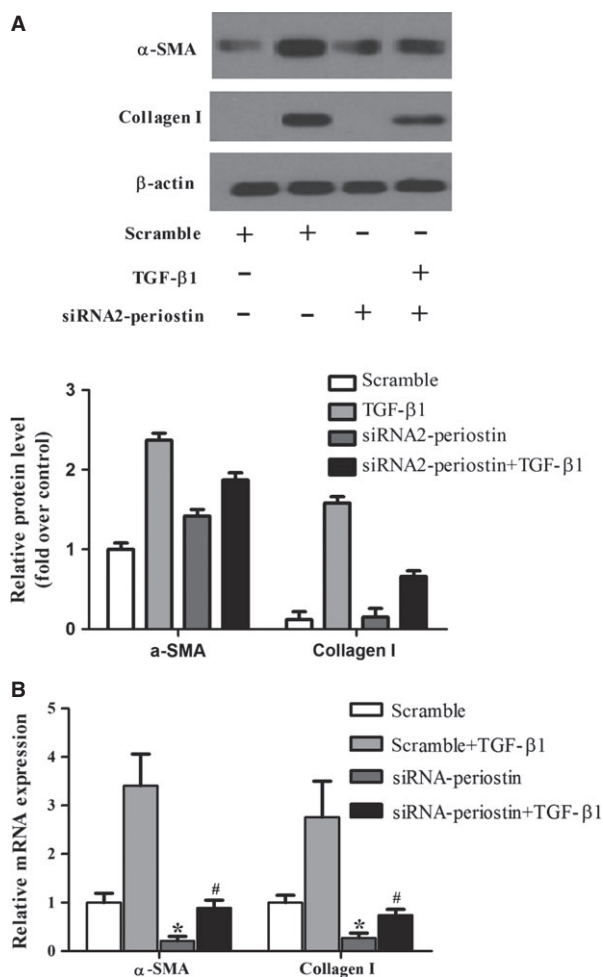 A
α-SMA
Collagen I
β-actin
Scramble + + - -
TGF-β1 - +
siRNA2-periostin - - + +
Relative protein level
(fold over control)
3
2
1
0
Scramble
TGF-β1
siRNA2-periostin
siRNA2-periostin+TGF-β1
a-SMA Collagen I
B
Relative mRNA expression
5
4
3
2
1
0
Scramble
Scramble+TGF-β1
siRNA-periostin
siRNA-periostin+TGF-β1
* # * #
α-SMA Collagen I